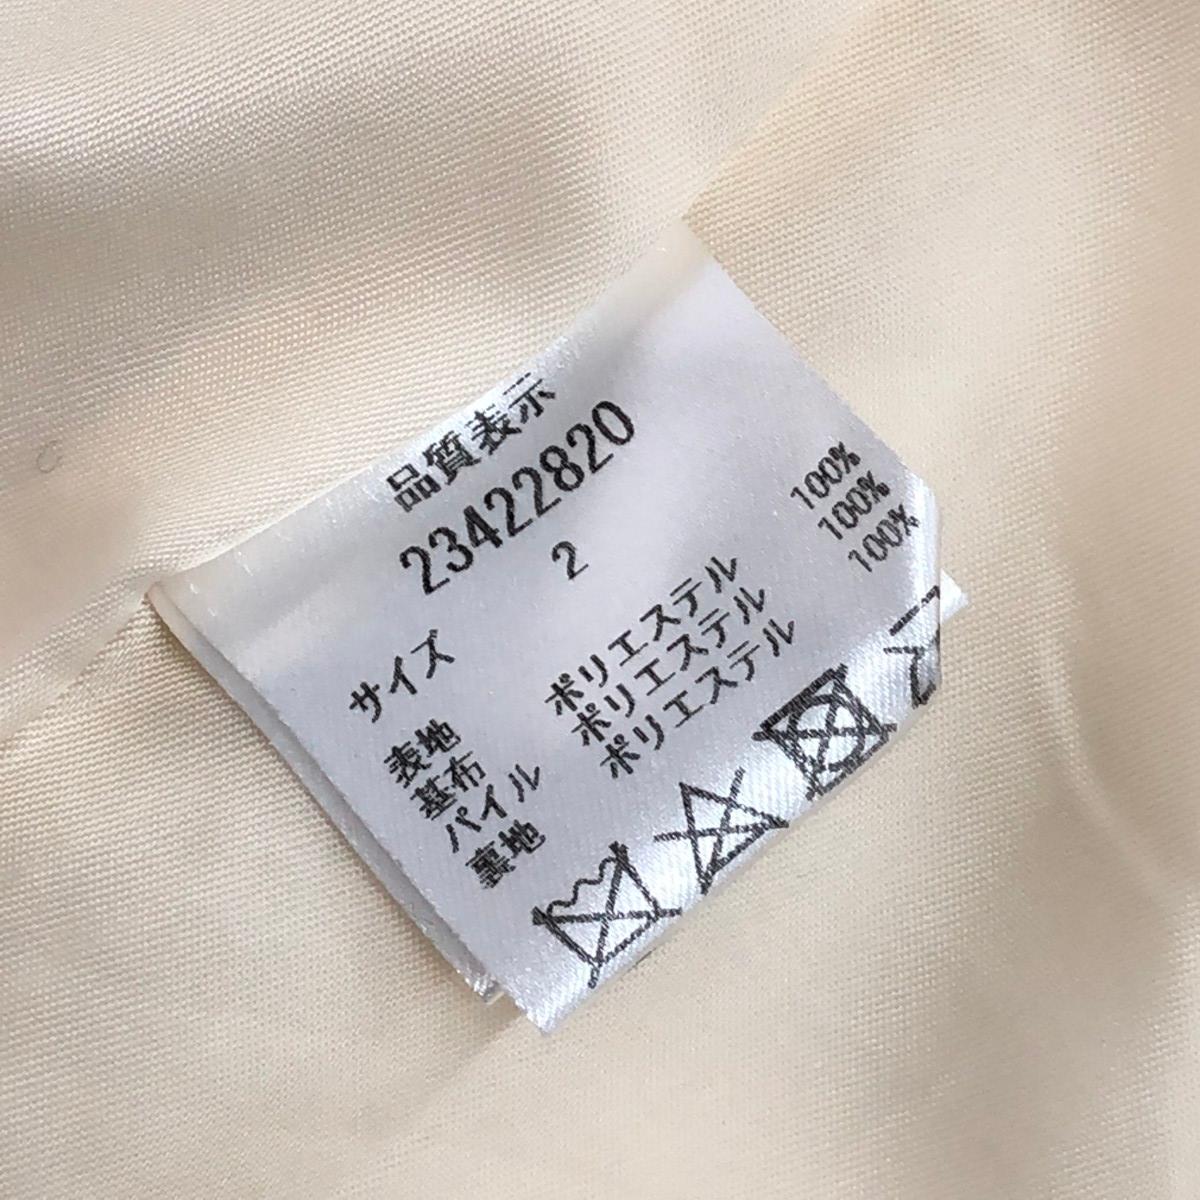 品質表示
23422820
サイズ 2
表地
基布 ポリエステル 100%
パイル ポリエステル 100%
裏地 ポリエステル 100%